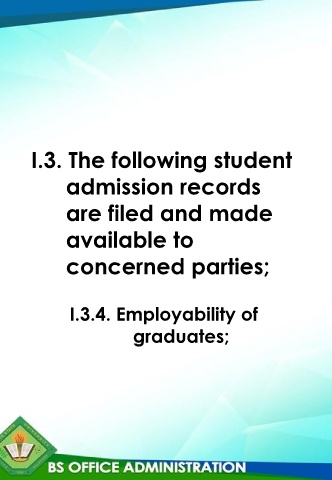 I.3. The following student
admission records
are filed and made
available to
concerned parties;
I.3.4. Employability of
graduates;
BS OFFICE ADMINISTRATION